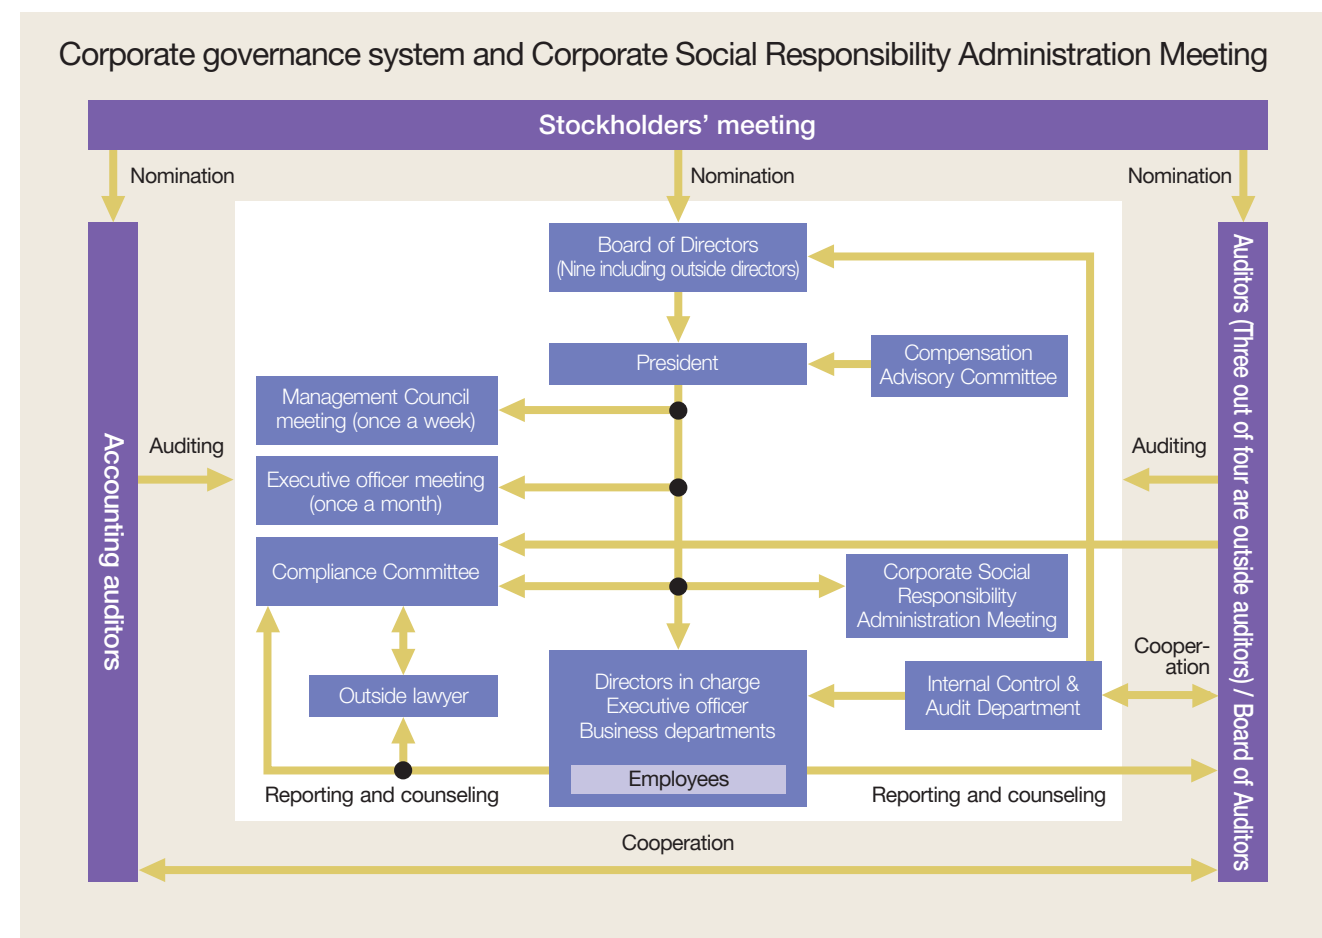 Corporate governance system and Corporate Social Responsibility Administration Meeting
Stockholders’ meeting
Nomination
Nomination
Nomination
Board of Directors
(Nine including outside directors)
President
Compensation
Advisory Committee
Management Council
meeting (once a week)
Auditing
Auditing
Executive officer meeting
(once a month)
Compliance Committee
Corporate Social
Responsibility
Administration Meeting
Accounting auditors
Auditors (Three out of four are outside auditors) / Board of Auditors
Cooper-
ation
Outside lawyer
Directors in charge
Executive officer
Business departments
Internal Control &
Audit Department
Employees
Reporting and counseling
Reporting and counseling
Cooperation